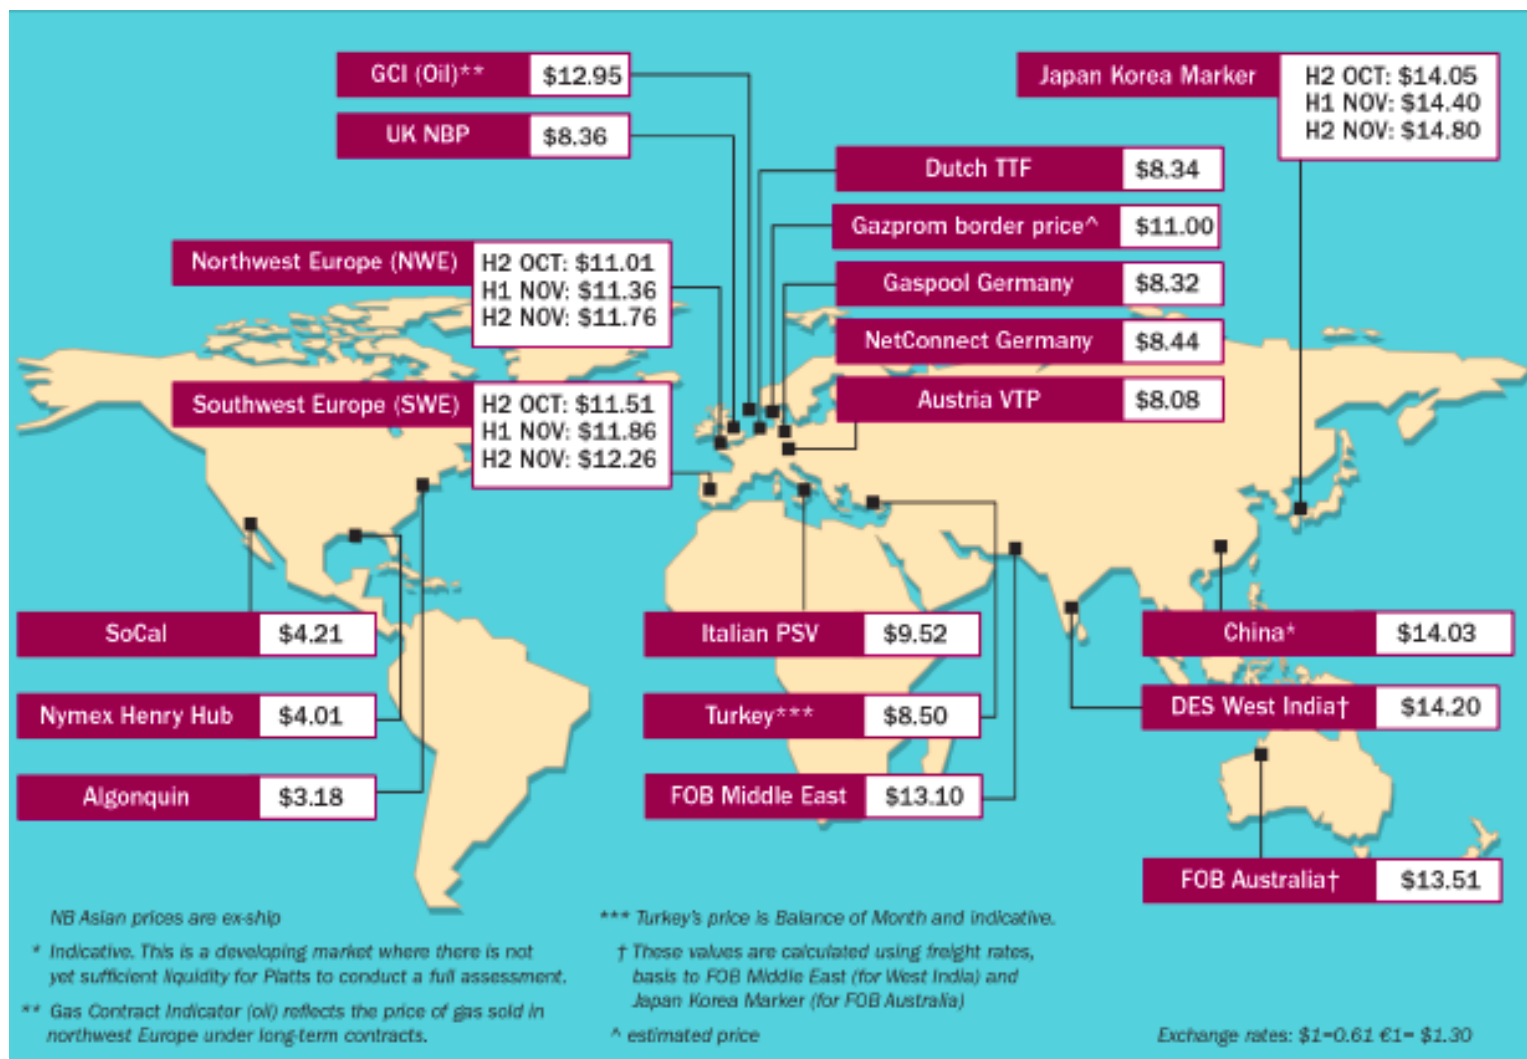 GCI (Oil)** $12.95
UK NBP $8.36
Japan Korea Marker
H2 OCT: $14.05
H1 NOV: $14.40
H2 NOV: $14.80
Dutch TTF $8.34
Gazprom border price^ $11.00
Gaspool Germany $8.32
NetConnect Germany $8.44
Austria VTP $8.08
Northwest Europe (NWE)
H2 OCT: $11.01
H1 NOV: $11.36
H2 NOV: $11.76
Southwest Europe (SWE)
H2 OCT: $11.51
H1 NOV: $11.86
H2 NOV: $12.26
SoCal $4.21
Nymex Henry Hub $4.01
Algonquin $3.18
Italian PSV $9.52
Turkey*** $8.50
FOB Middle East $13.10
China* $14.03
DES West India† $14.20
FOB Australia† $13.51
NB Asian prices are ex-ship
* Indicative. This is a developing market where there is not
yet sufficient liquidity for Platts to conduct a full assessment.
** Gas Contract Indicator (oil) reflects the price of gas sold in
northwest Europe under long-term contracts.
*** Turkey's price is Balance of Month and indicative.
† These values are calculated using freight rates,
basis to FOB Middle East (for West India) and
Japan Korea Marker (for FOB Australia)
^ estimated price
Exchange rates: $1=0.61 €1= $1.30